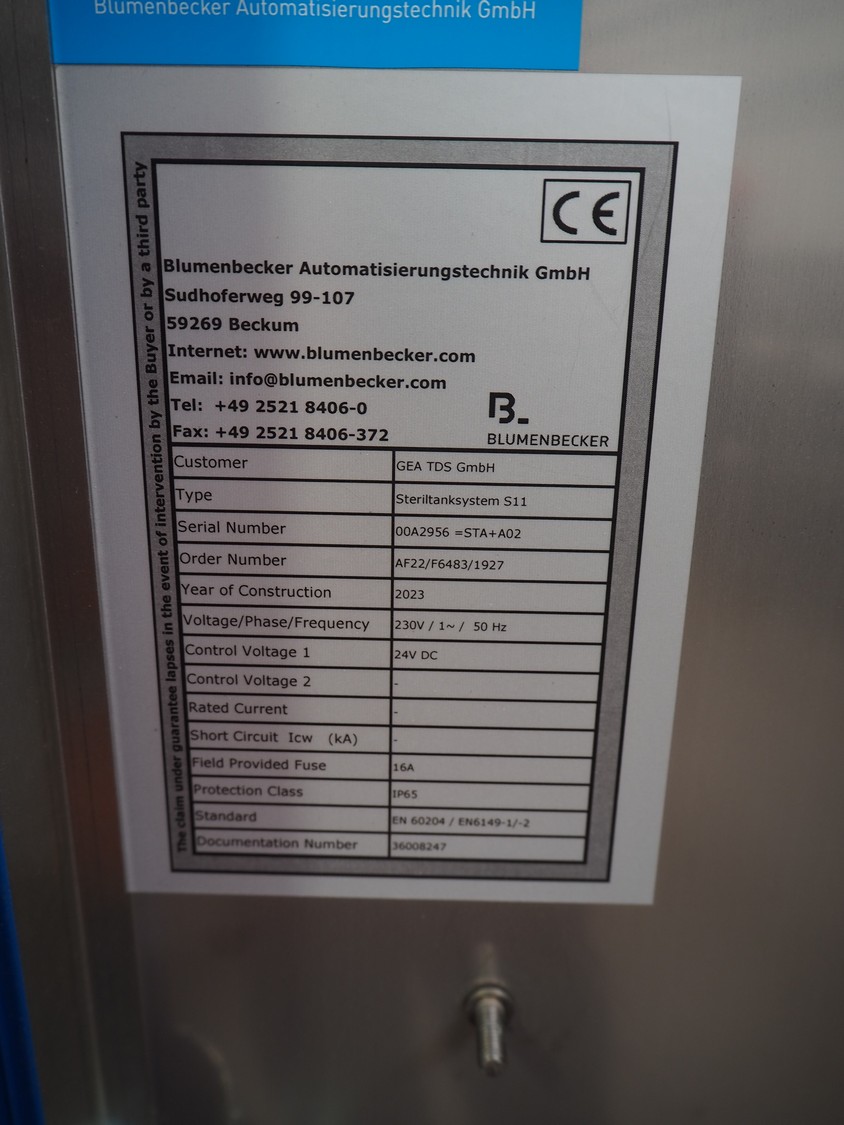 Blumenbecker Automatisierungstechnik GmbH
CE
Blumenbecker Automatisierungstechnik GmbH
Sudhoferweg 99-107
59269 Beckum
Internet: www.blumenbecker.com
Email: info@blumenbecker.com
Tel: +49 2521 8406-0
Fax: +49 2521 8406-372
B_
BLUMENBECKER
Customer GEA TDS GmbH
Type Steriltanksystem S11
Serial Number 00A2956 =STA+A02
Order Number AF22/F6483/1927
Year of Construction 2023
Voltage/Phase/Frequency 230V / 1~ / 50 Hz
Control Voltage 1 24V DC
Control Voltage 2 -
Rated Current -
Short Circuit Icw (kA) -
Field Provided Fuse 16A
Protection Class IP65
Standard EN 60204 / EN6149-1/-2
Documentation Number 36008247
The claim under guarantee lapses in the event of intervention by the Buyer or by a third party